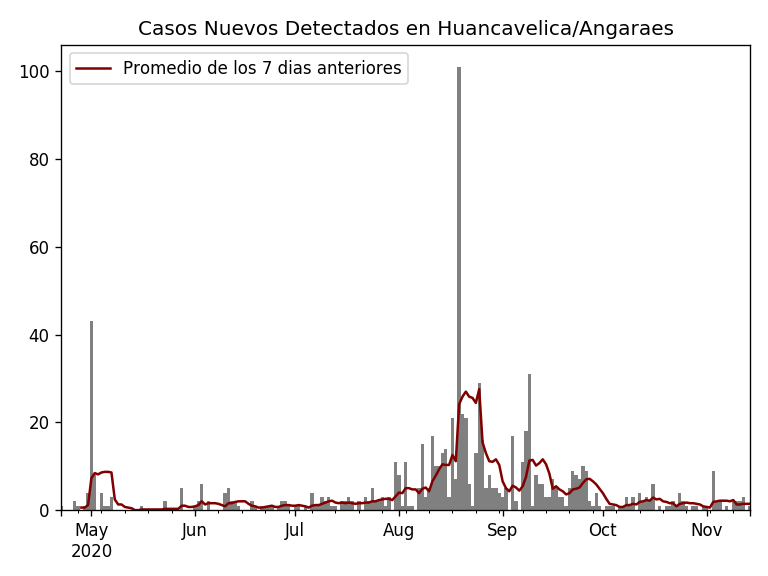 Casos Nuevos Detectados en Huancavelica/Angaraes
Promedio de los 7 dias anteriores
100
80
60
40
20
0
May Jun Jul Aug Sep Oct Nov
2020